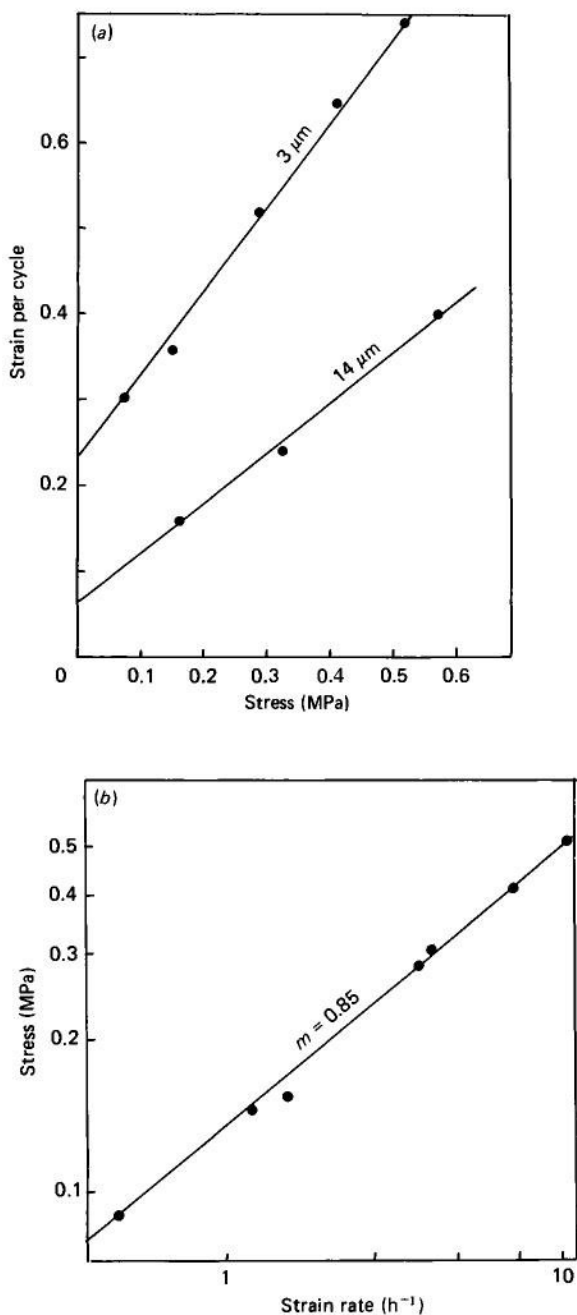 (a)
0.6
0.4
0.2
0
0.1
0.2
0.3
0.4
0.5
0.6
Strain per cycle
3 μm
14 μm
Stress (MPa)
(b)
0.5
0.4
0.3
0.2
0.1
1
10
Stress (MPa)
m = 0.85
Strain rate (h⁻¹)